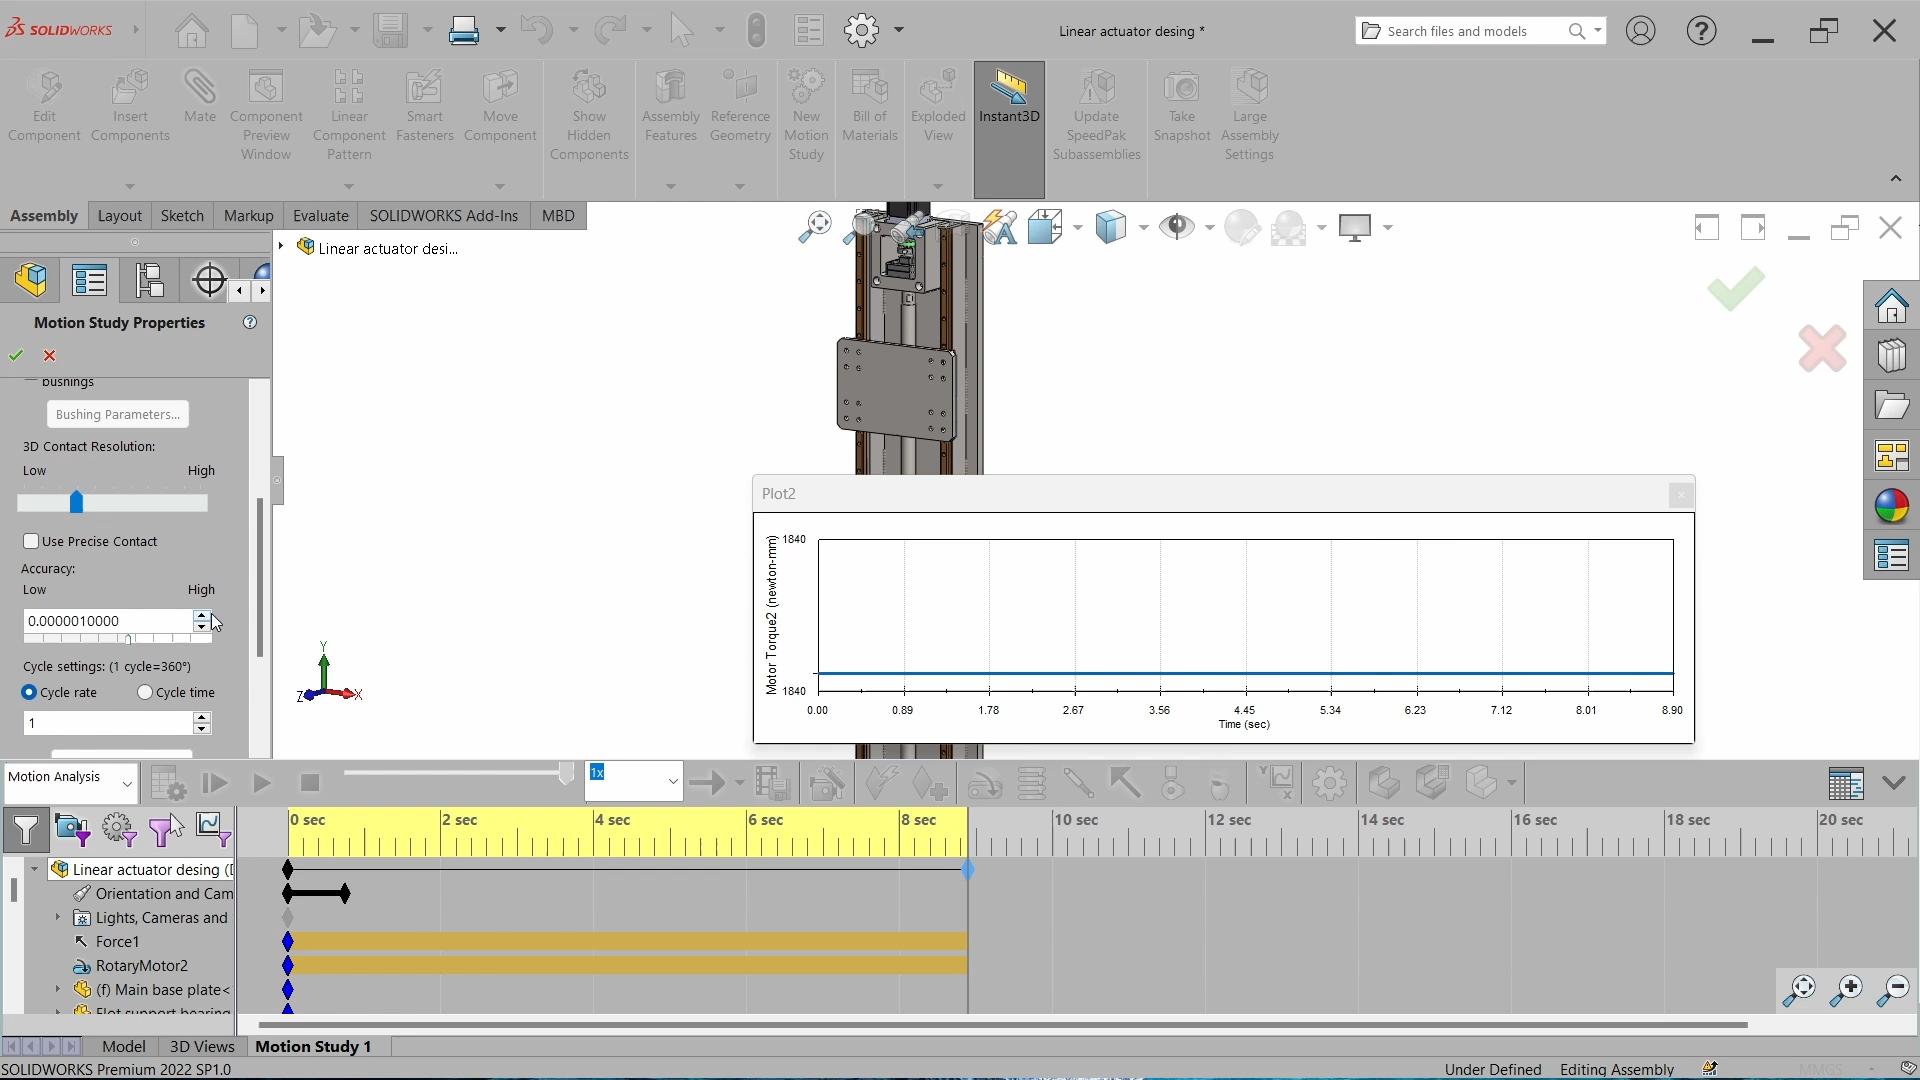 SOLIDWORKS
Linear actuator desing *
Search files and models
Edit Component
Insert Components
Mate
Component Preview Window
Linear Component Pattern
Smart Fasteners
Move Component
Show Hidden Components
Assembly Features
Reference Geometry
New Motion Study
Bill of Materials
Exploded View
Instant3D
Update SpeedPak Subassemblies
Take Snapshot
Large Assembly Settings
Assembly
Layout
Sketch
Markup
Evaluate
SOLIDWORKS Add-Ins
MBD
Linear actuator desi...
Motion Study Properties
bushings
Bushing Parameters...
3D Contact Resolution:
Low High
Use Precise Contact
Accuracy:
Low High
0.0000010000
Cycle settings: (1 cycle=360°)
Cycle rate Cycle time
1
Y
Z X
Plot2
Motor Torque2 (newton-mm)
1840
1840
0.00 0.89 1.78 2.67 3.56 4.45 5.34 6.23 7.12 8.01 8.90
Time (sec)
Motion Analysis
1x
0 sec 2 sec 4 sec 6 sec 8 sec 10 sec 12 sec 14 sec 16 sec 18 sec 20 sec
Linear actuator desing (
Orientation and Cam
Lights, Cameras and
Force1
RotaryMotor2
(f) Main base plate<
Model
3D Views
Motion Study 1
SOLIDWORKS Premium 2022 SP1.0
Under Defined
Editing Assembly
MMGS